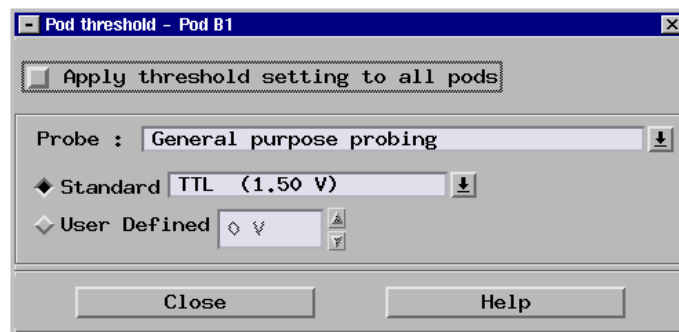 Pod threshold - Pod B1
Apply threshold setting to all pods
Probe : General purpose probing
Standard TTL (1.50 V)
User Defined 0 V
Close Help